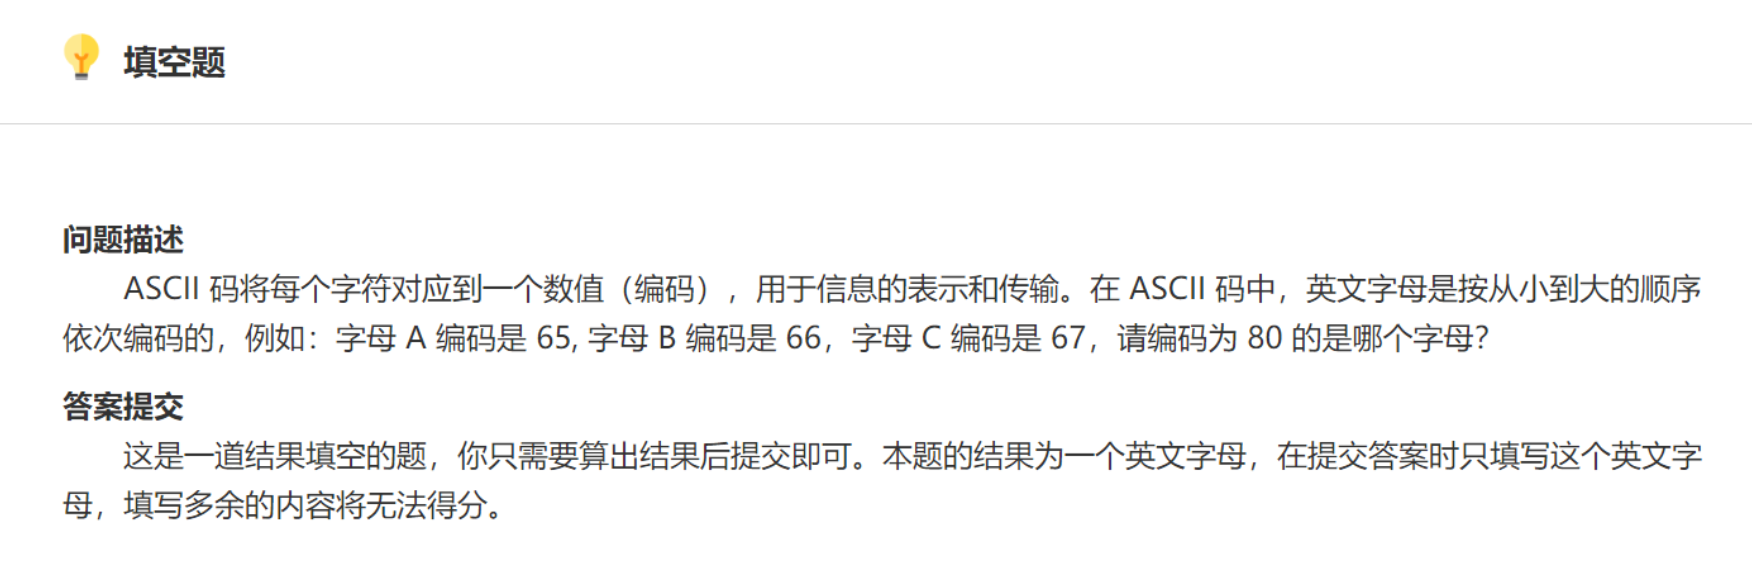 填空题
问题描述
ASCII 码将每个字符对应到一个数值（编码），用于信息的表示和传输。在 ASCII 码中，英文字母是按从小到大的顺序
依次编码的，例如：字母 A 编码是 65, 字母 B 编码是 66，字母 C 编码是 67，请编码为 80 的是哪个字母？
答案提交
这是一道结果填空的题，你只需要算出结果后提交即可。本题的结果为一个英文字母，在提交答案时只填写这个英文字
母，填写多余的内容将无法得分。